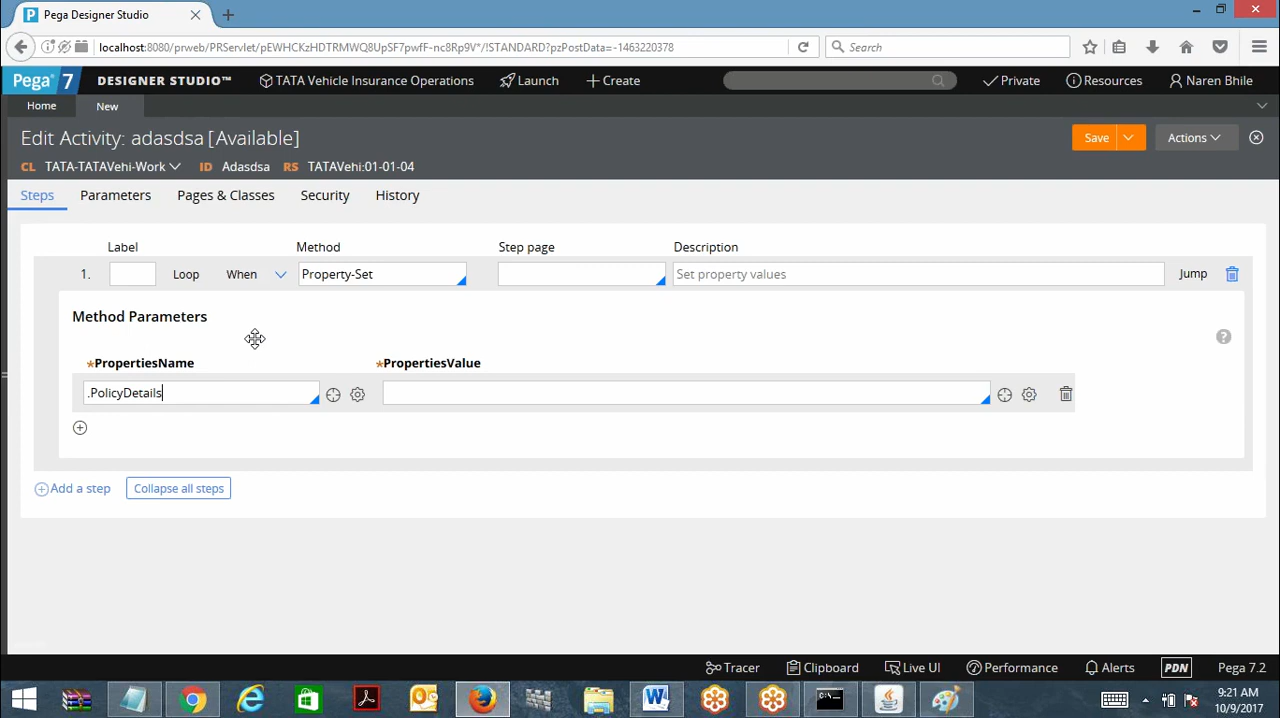 Pega Designer Studio
localhost:8080/prweb/PRServlet/pEWHCKzHDTRMWQ8UpSF7pwfF-nc8Rp9V*/!STANDARD?pzPostData=-1463220378
Search
Pega 7 DESIGNER STUDIO™ TATA Vehicle Insurance Operations Launch Create Private Resources Naren Bhile
Home New
Edit Activity: adasdsa [Available] Save Actions
CL TATA-TATAVehi-Work ID Adasdsa RS TATAVehi:01-01-04
Steps Parameters Pages & Classes Security History
Label Method Step page Description
1. Loop When Property-Set Set property values Jump
Method Parameters
*PropertiesName *PropertiesValue
.PolicyDetails
Add a step Collapse all steps
Tracer Clipboard Live UI Performance Alerts PDN Pega 7.2
9:21 AM
10/9/2017